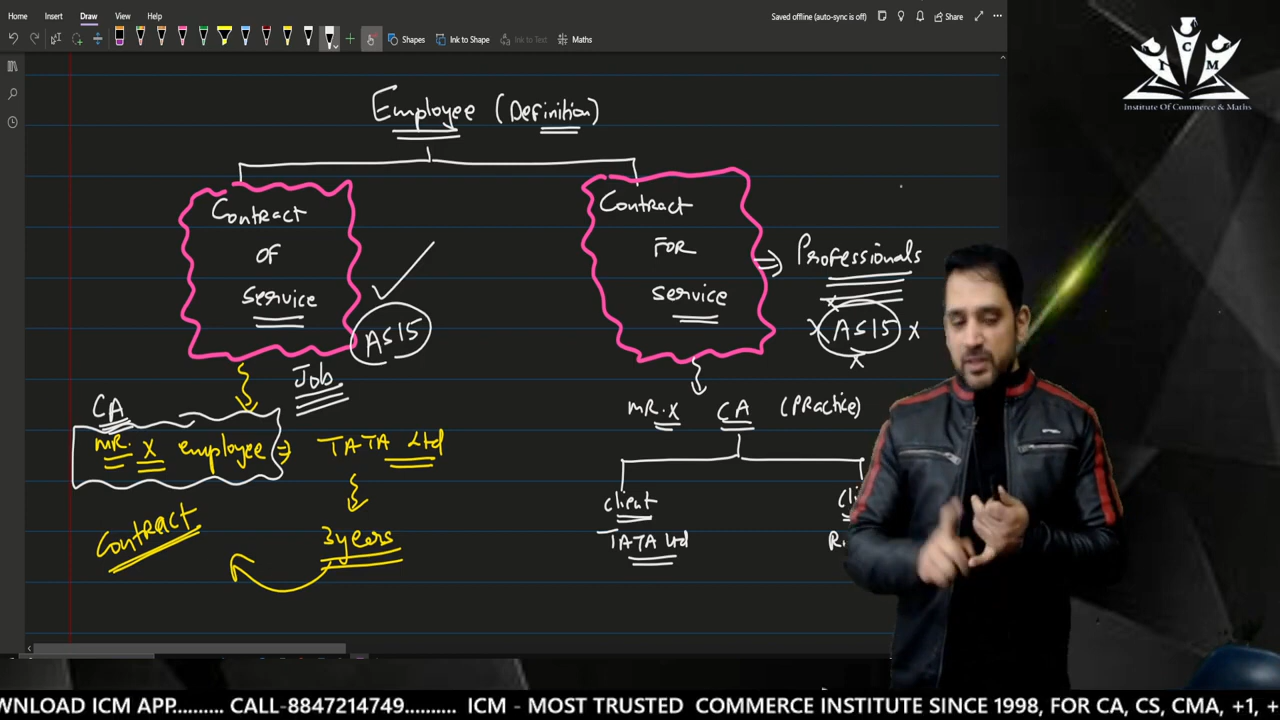 Home Insert Draw View Help
Saved offline (auto-sync is off) Share
Shapes Ink to Shape Ink to Text Maths
I C M
Institute Of Commerce & Maths
Employee (Definition)
Contract
OF
Service
AS15
Job
Contract
FOR
Service
Professionals
x AS15 x
x
CA
MR. X employee ⇒ TATA Ltd
3 years
Contract
MR. X CA (Practice)
client
TATA Ltd
Cli
R.
WNLOAD ICM APP.......... CALL-8847214749.......... ICM - MOST TRUSTED COMMERCE INSTITUTE SINCE 1998, FOR CA, CS, CMA, +1, +